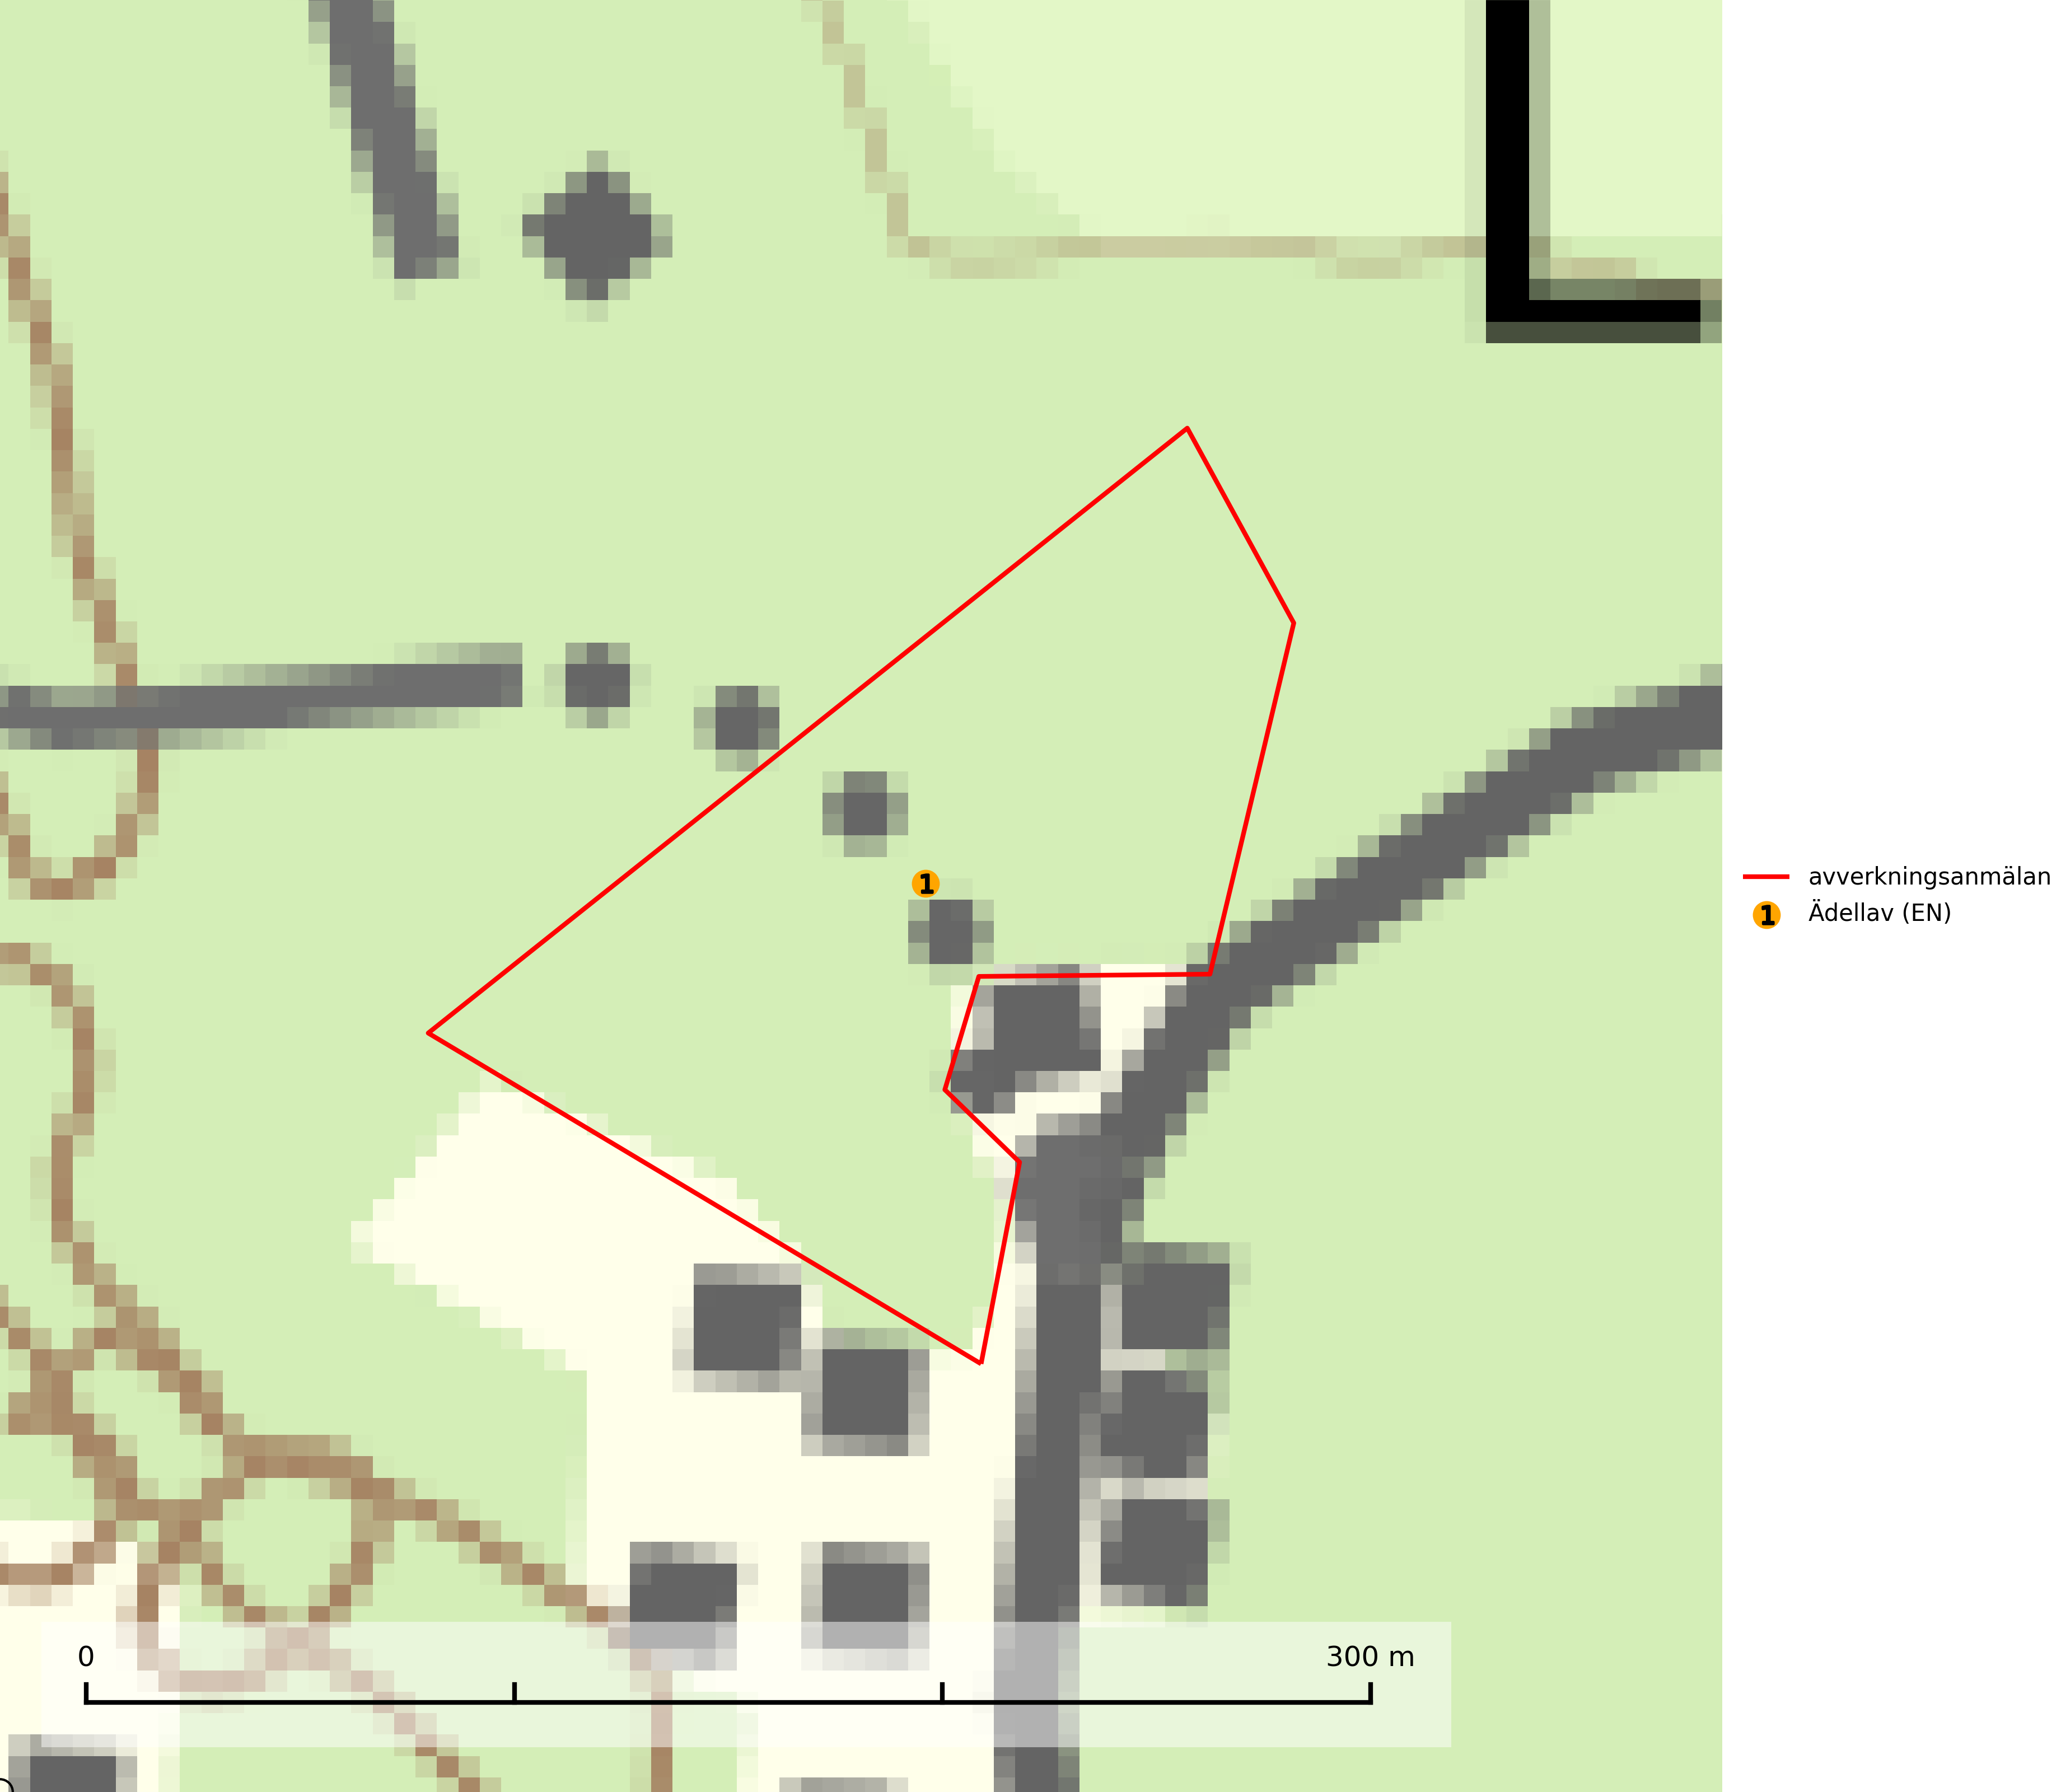 1
avverkningsanmälan
1 Ädellav (EN)
0 300 m